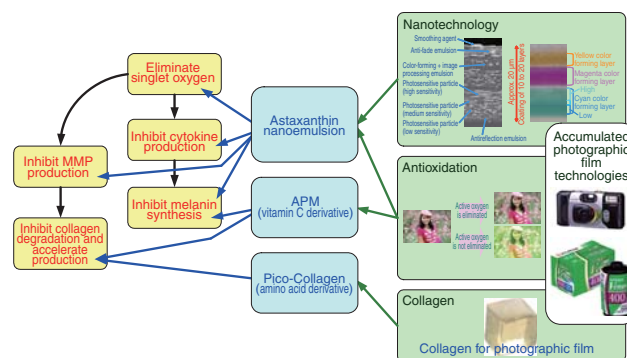 Nanotechnology
Smoothing agent
Anti-fade emulsion
Color-forming + image
processing emulsion
Photosensitive particle
(high sensitivity)
Photosensitive particle
(medium sensitivity)
Photosensitive particle
(low sensitivity)
Antireflection emulsion
Approx. 20 μm
Coating of 10 to 20 layers
Yellow color
forming layer
Magenta color
forming layer
High
Cyan color
forming layer
Low
Eliminate
singlet oxygen
Inhibit cytokine
production
Inhibit MMP
production
Inhibit melanin
synthesis
Inhibit collagen
degradation and
accelerate
production
Astaxanthin
nanoemulsion
APM
(vitamin C derivative)
Pico-Collagen
(amino acid derivative)
Antioxidation
Active oxygen
is eliminated
Active oxygen
is not eliminated
Accumulated
photographic
film
technologies
400
Collagen
Collagen for photographic film